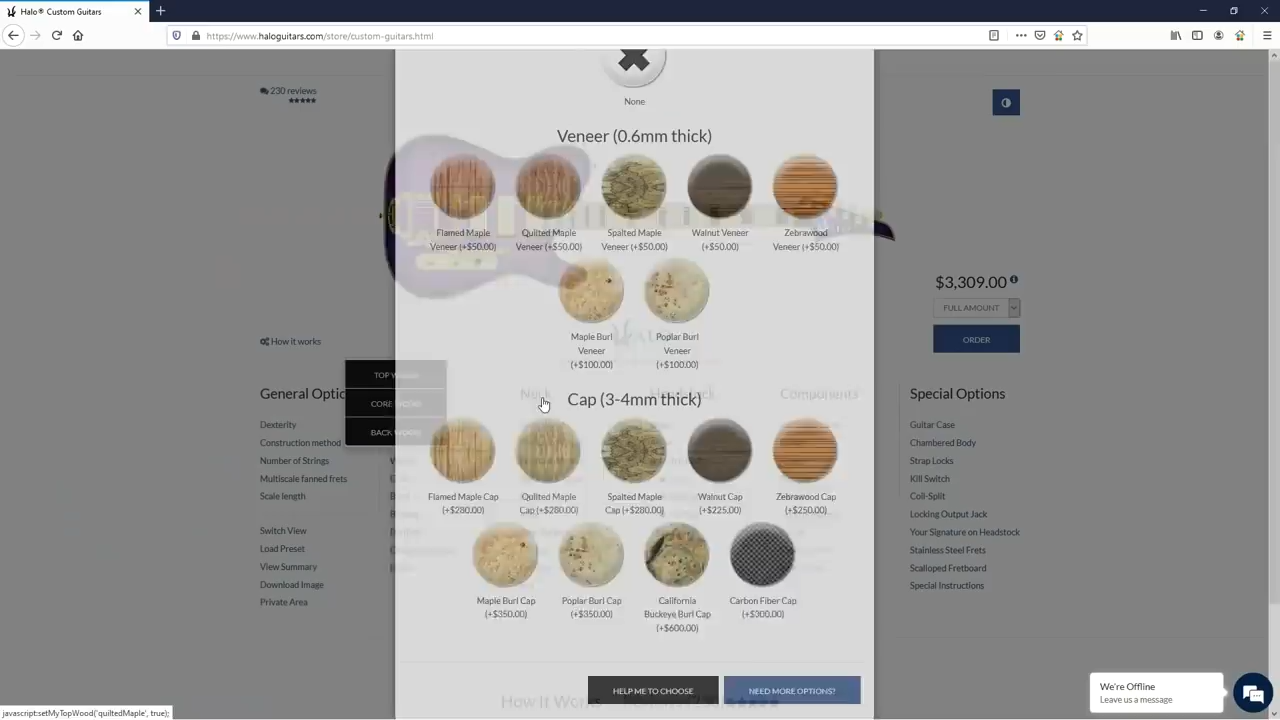 Halo® Custom Guitars
https://www.haloguitars.com/store/custom-guitars.html
230 reviews
None
Veneer (0.6mm thick)
Flamed Maple Veneer (+$50.00)
Quilted Maple Veneer (+$50.00)
Spalted Maple Veneer (+$50.00)
Walnut Veneer (+$50.00)
Zebrawood Veneer (+$50.00)
Maple Burl Veneer (+$100.00)
Poplar Burl Veneer (+$100.00)
$3,309.00
FULL AMOUNT
ORDER
How it works
TOP
CORE
BACK
General
Neck
Cap (3-4mm thick)
Components
Special Options
Dexterity
Construction method
Number of Strings
Multiscale fanned frets
Scale length
Switch View
Load Preset
View Summary
Download Image
Private Area
Flamed Maple Cap (+$280.00)
Quilted Maple Cap (+$280.00)
Spalted Maple Cap (+$280.00)
Walnut Cap (+$225.00)
Zebrawood Cap (+$250.00)
Maple Burl Cap (+$350.00)
Poplar Burl Cap (+$350.00)
California Buckeye Burl Cap (+$600.00)
Carbon Fiber Cap (+$300.00)
Guitar Case
Chambered Body
Strap Locks
Kill Switch
Coil-Split
Locking Output Jack
Your Signature on Headstock
Stainless Steel Frets
Scalloped Fretboard
Special Instructions
HELP ME TO CHOOSE
NEED MORE OPTIONS?
How It Works
We're Offline
Leave us a message
javascript:setMyTopWood('quiltedMaple', true);